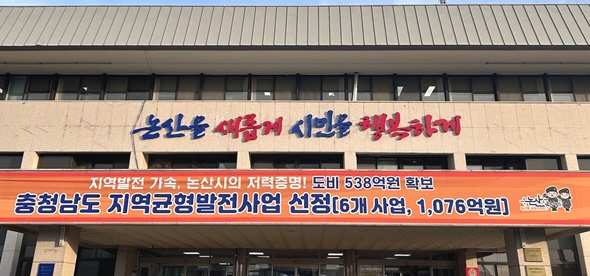 논산을 새롭게 시민을 행복하게
지역발전 가속, 논산시의 저력증명! 도비 538억원 확보
충청남도 지역균형발전사업 선정[6개 사업, 1,076억원]
논산